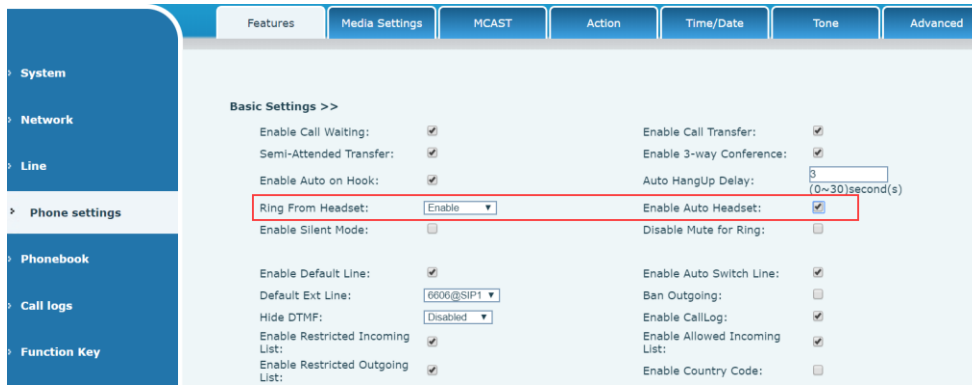 Features Media Settings MCAST Action Time/Date Tone Advanced
System
Network
Line
Phone settings
Phonebook
Call logs
Function Key
Basic Settings >>
Enable Call Waiting: Enable Call Transfer:
Semi-Attended Transfer: Enable 3-way Conference:
Enable Auto on Hook: Auto HangUp Delay: 3
(0~30)second(s)
Ring From Headset: Enable Enable Auto Headset:
Enable Silent Mode: Disable Mute for Ring:
Enable Default Line: Enable Auto Switch Line:
Default Ext Line: 6606@SIP1 Ban Outgoing:
Hide DTMF: Disabled Enable CallLog:
Enable Restricted Incoming Enable Allowed Incoming
List: List:
Enable Restricted Outgoing Enable Country Code:
List: